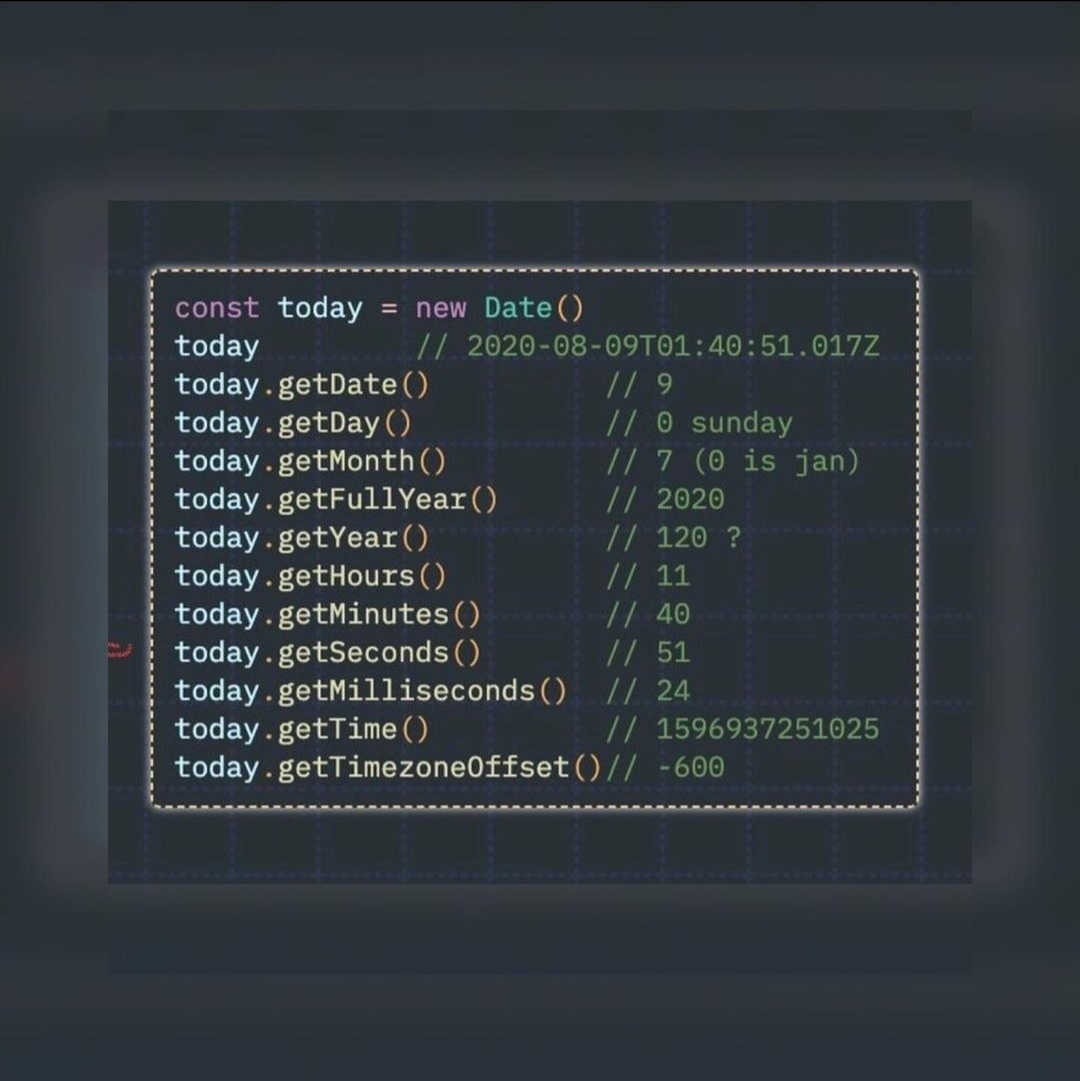 const today = new Date()
today // 2020-08-09T01:40:51.017Z
today.getDate() // 9
today.getDay() // 0 sunday
today.getMonth() // 7 (0 is jan)
today.getFullYear() // 2020
today.getYear() // 120 ?
today.getHours() // 11
today.getMinutes() // 40
today.getSeconds() // 51
today.getMilliseconds() // 24
today.getTime() // 1596937251025
today.getTimezoneOffset()// -600